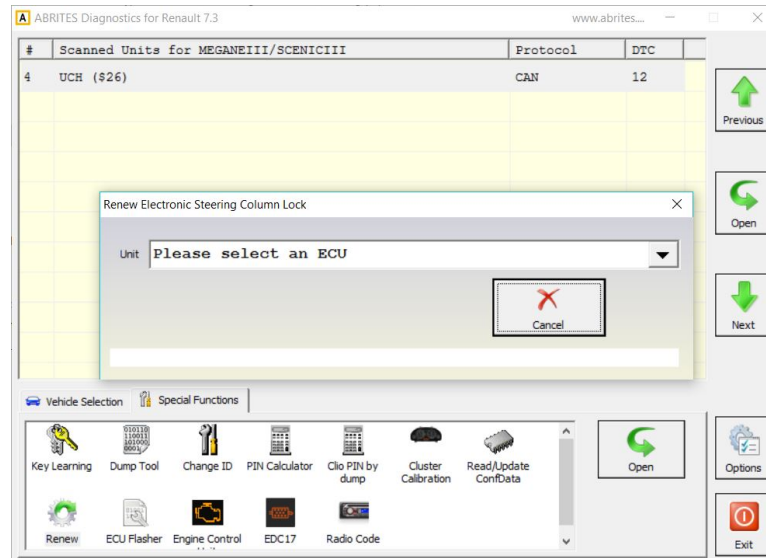 A ABRITES Diagnostics for Renault 7.3 www.abrites....
# Scanned Units for MEGANEIII/SCENICIII Protocol DTC
4 UCH ($26) CAN 12
Previous
Renew Electronic Steering Column Lock
Open
Unit Please select an ECU
Cancel
Next
Vehicle Selection Special Functions
Key Learning Dump Tool Change ID PIN Calculator Clio PIN by dump Cluster Calibration Read/Update ConfData
Open
Options
Renew ECU Flasher Engine Control EDC17 Radio Code
Exit